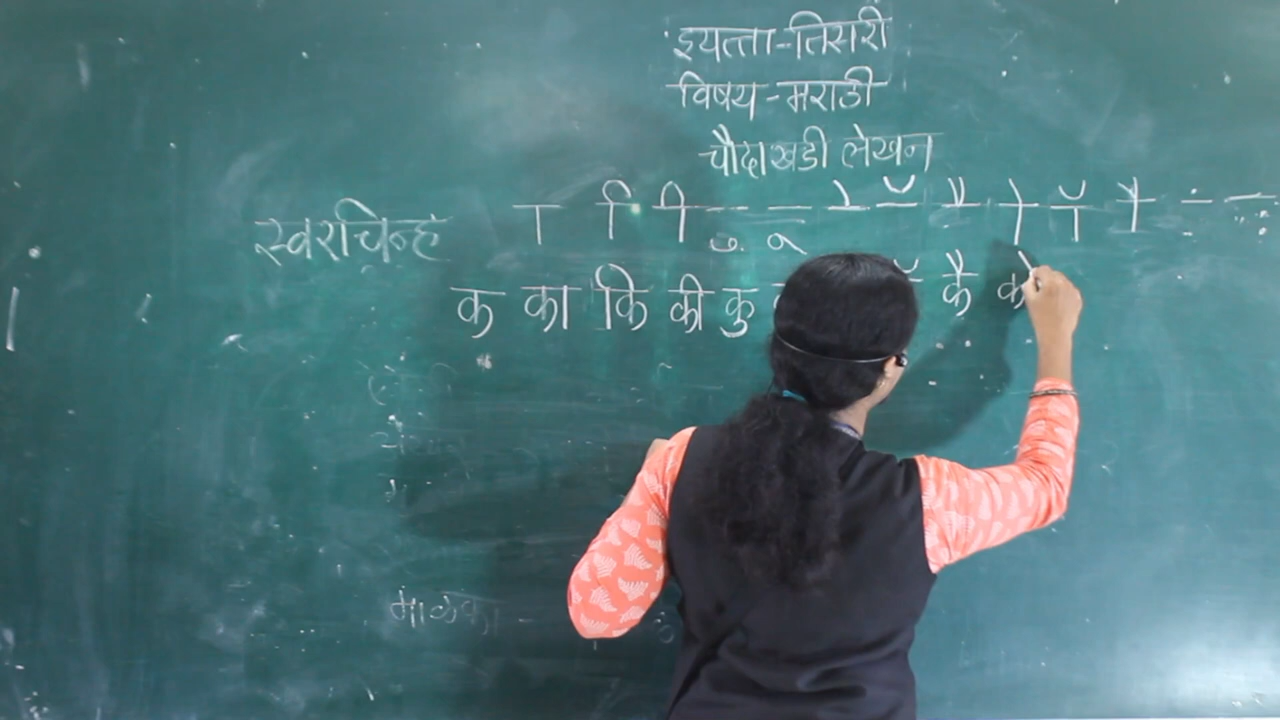 इयत्ता-तिसरी
विषय-मराठी
चौदाखडी लेखन
स्वरचिन्ह ा ि ी ु ू े ॅ ै ो ॉ ौ ं ः
क का कि की कु कै क